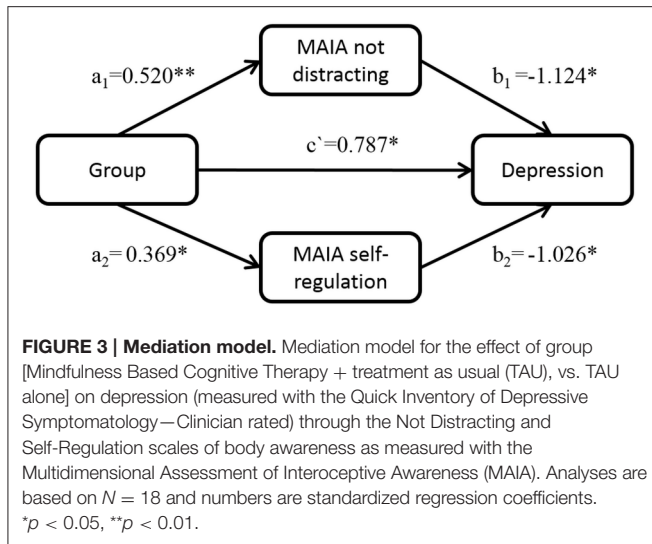 MAIA not
distracting
a₁=0.520**
b₁=-1.124*
c`=0.787*
Group
Depression
a₂=0.369*
MAIA self-
regulation
b₂=-1.026*
FIGURE 3 | Mediation model. Mediation model for the effect of group
[Mindfulness Based Cognitive Therapy + treatment as usual (TAU), vs. TAU
alone] on depression (measured with the Quick Inventory of Depressive
Symptomatology—Clinician rated) through the Not Distracting and
Self-Regulation scales of body awareness as measured with the
Multidimensional Assessment of Interoceptive Awareness (MAIA). Analyses are
based on N = 18 and numbers are standardized regression coefficients.
*p < 0.05, **p < 0.01.